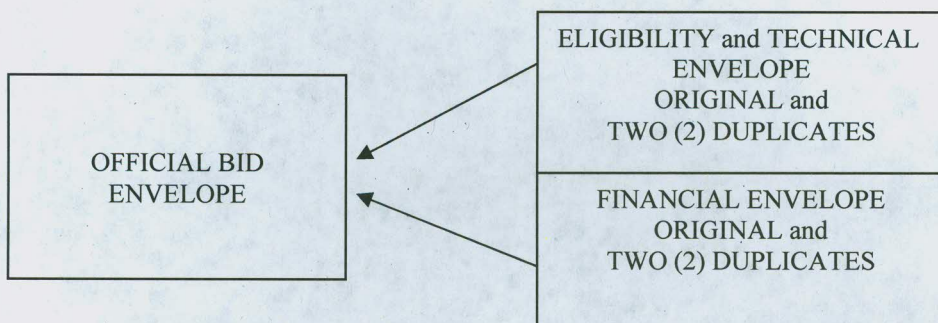 OFFICIAL BID
ENVELOPE
ELIGIBILITY and TECHNICAL
ENVELOPE
ORIGINAL and
TWO (2) DUPLICATES
FINANCIAL ENVELOPE
ORIGINAL and
TWO (2) DUPLICATES